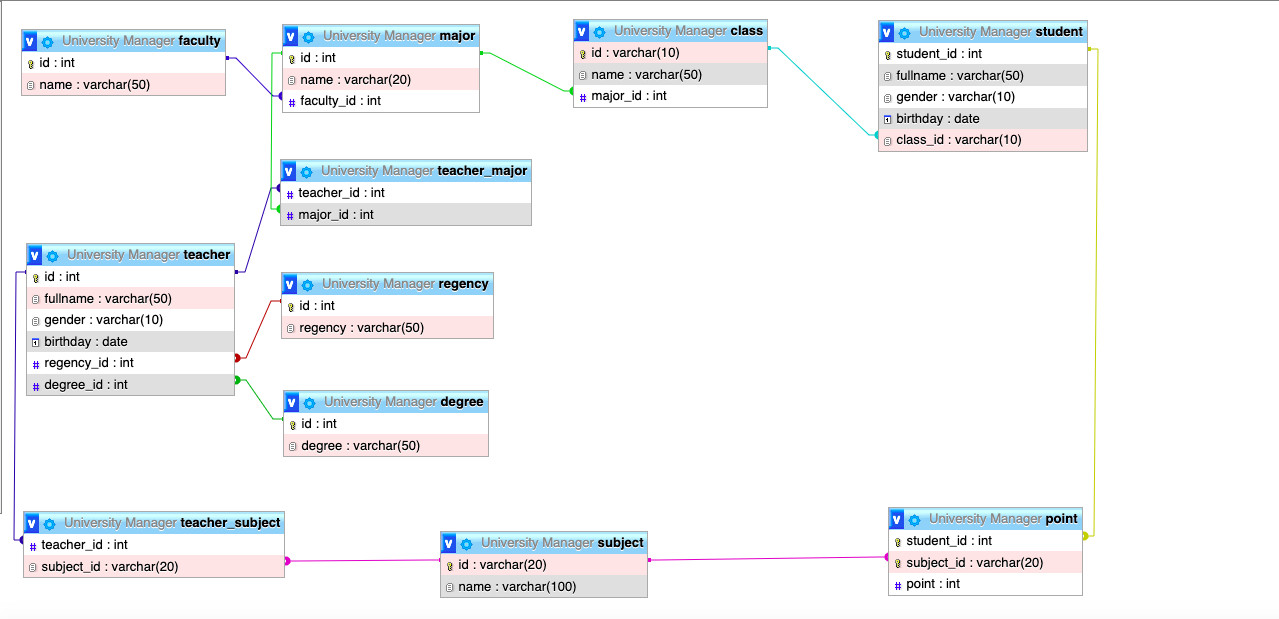 V University Manager faculty
id : int
name : varchar(50)
V University Manager major
id : int
name : varchar(20)
# faculty_id : int
V University Manager class
id : varchar(10)
name : varchar(50)
# major_id : int
V University Manager student
student_id : int
fullname : varchar(50)
gender : varchar(10)
birthday : date
class_id : varchar(10)
V University Manager teacher_major
# teacher_id : int
# major_id : int
V University Manager teacher
id : int
fullname : varchar(50)
gender : varchar(10)
birthday : date
# regency_id : int
# degree_id : int
V University Manager regency
id : int
regency : varchar(50)
V University Manager degree
id : int
degree : varchar(50)
V University Manager teacher_subject
# teacher_id : int
subject_id : varchar(20)
V University Manager subject
id : varchar(20)
name : varchar(100)
V University Manager point
student_id : int
subject_id : varchar(20)
# point : int